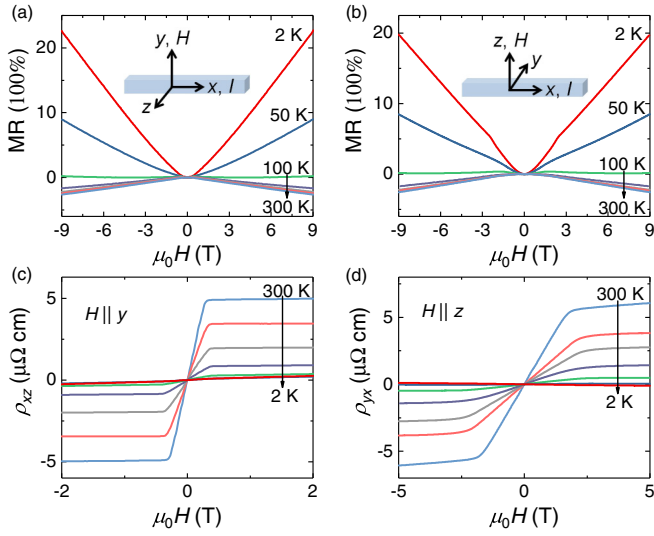 (a)
20
10
0
MR (100%)
y, H
x, I
z
2 K
50 K
100 K
300 K
-9 -6 -3 0 3 6 9
μ₀H (T)
(b)
20
10
0
MR (100%)
z, H
y
x, I
2 K
50 K
100 K
300 K
-9 -6 -3 0 3 6 9
μ₀H (T)
(c)
5
0
-5
ρxz (μΩ cm)
H || y
300 K
2 K
-2 0 2
μ₀H (T)
(d)
5
0
-5
ρyx (μΩ cm)
H || z
300 K
2 K
-5 0 5
μ₀H (T)